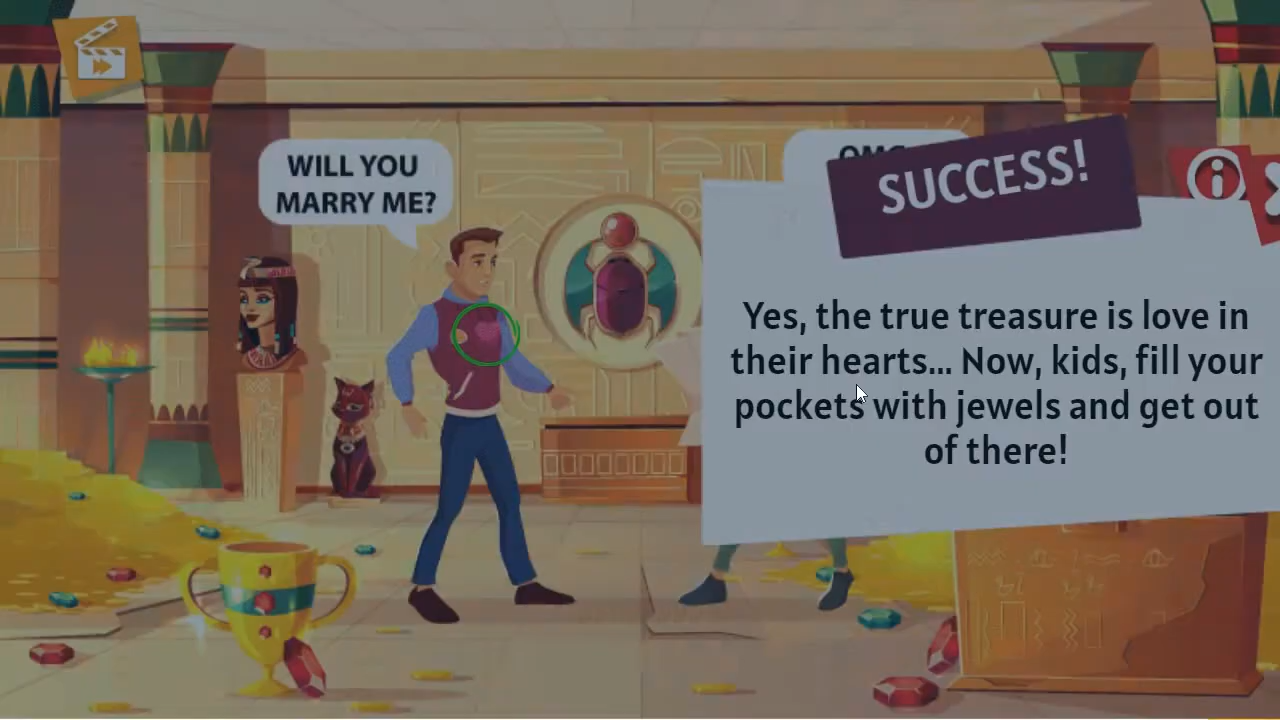 WILL YOU
MARRY ME?
SUCCESS!
Yes, the true treasure is love in
their hearts... Now, kids, fill your
pockets with jewels and get out
of there!